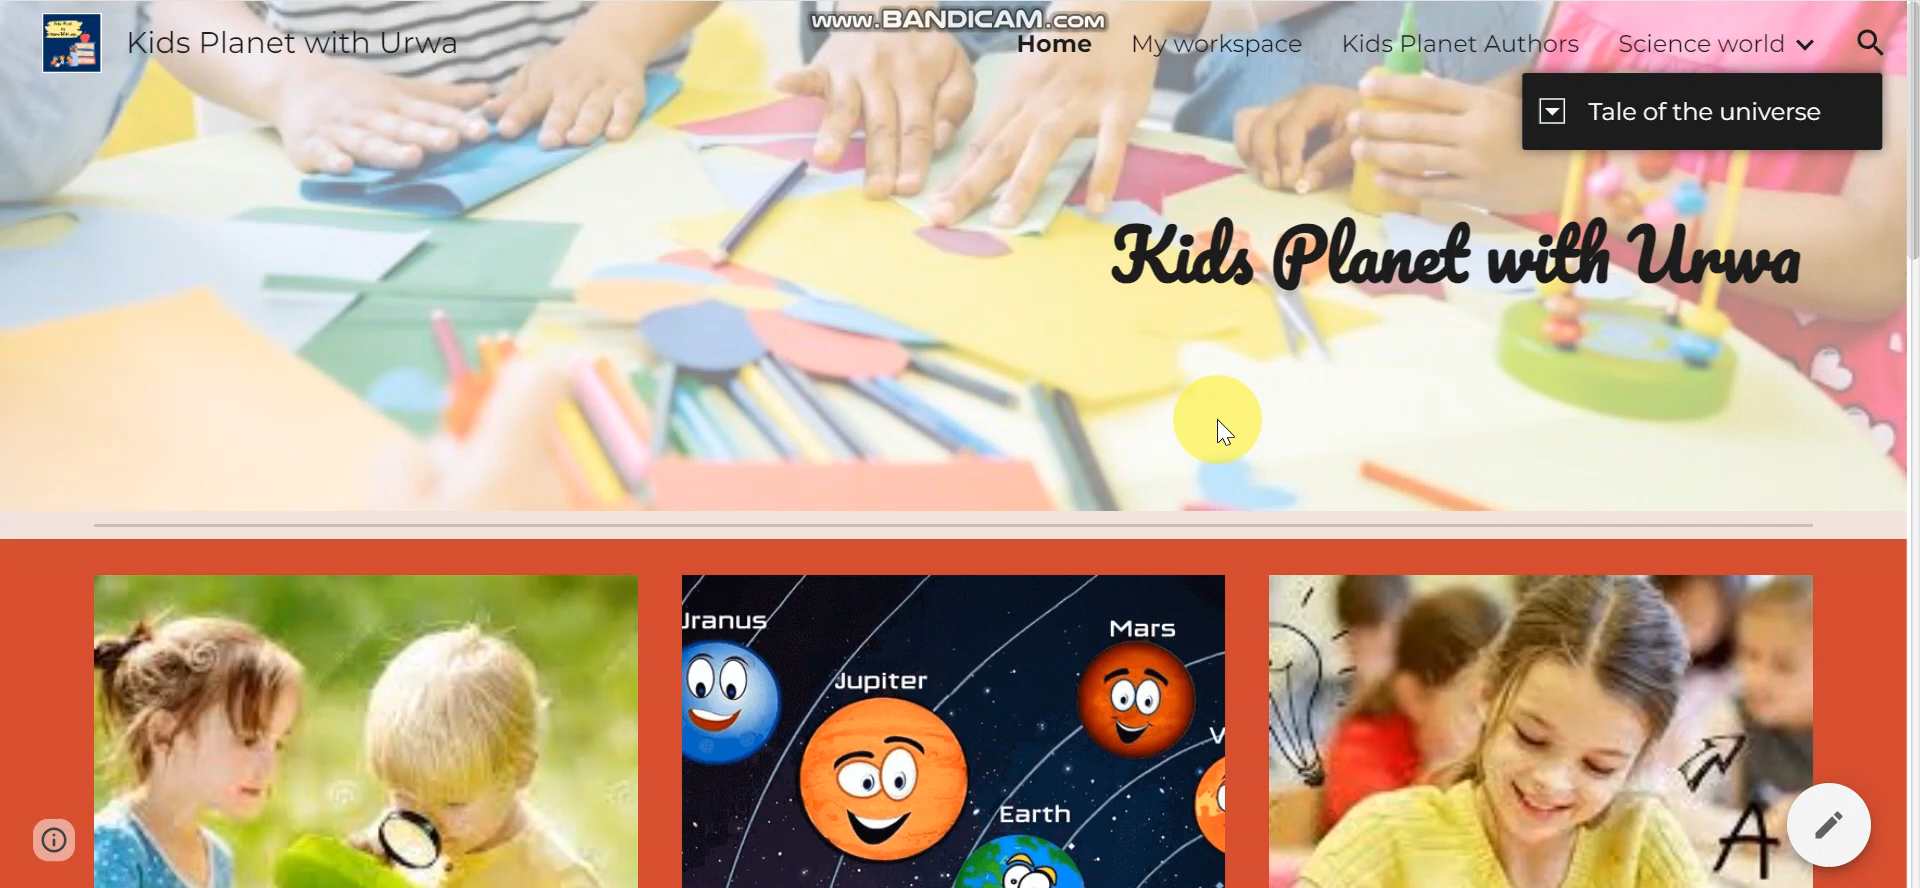 www.BANDICAM.com
Kids Planet with Urwa
Home
My workspace
Kids Planet Authors
Science world
Tale of the universe
Kids Planet with Urwa
Uranus
Mars
Jupiter
Earth
V
A